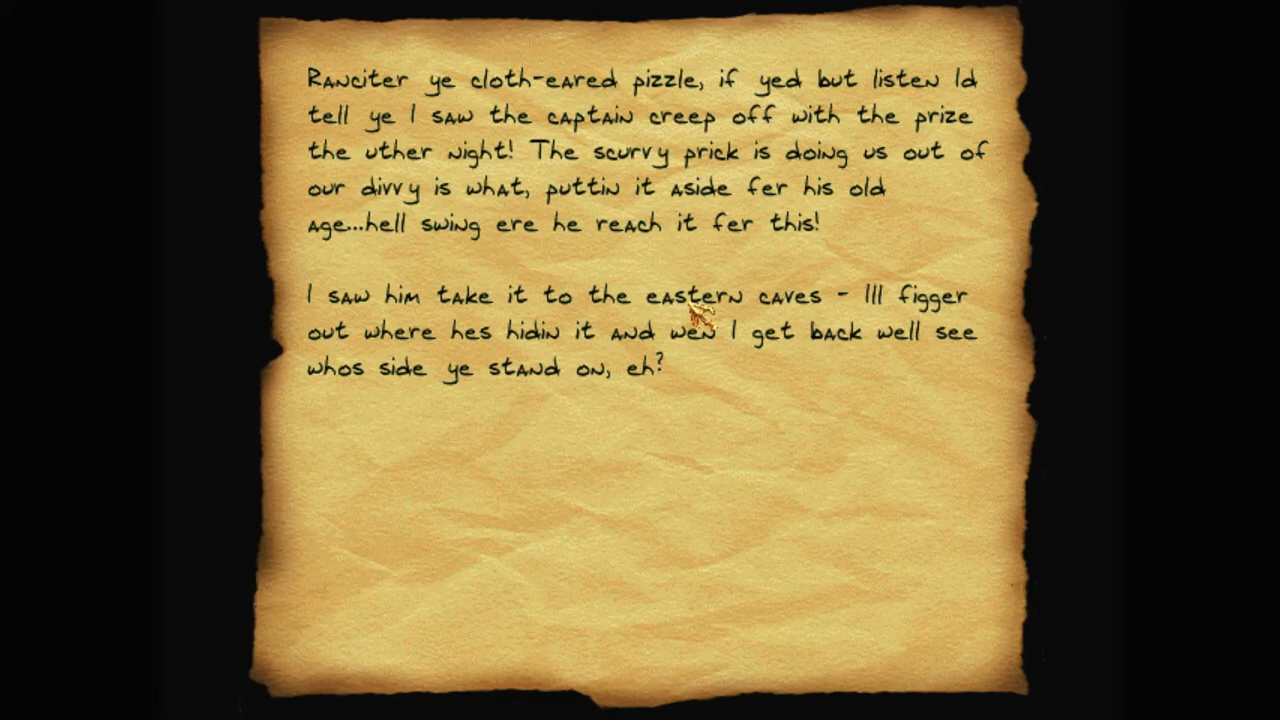 Ranciter ye cloth-eared pizzle, if yed but listen Id
tell ye I saw the captain creep off with the prize
the uther night! The scurvy prick is doing us out of
our divvy is what, puttin it aside fer his old
age...hell swing ere he reach it fer this!
I saw him take it to the eastern caves - Ill figger
out where hes hidin it and wen I get back well see
whos side ye stand on, eh?